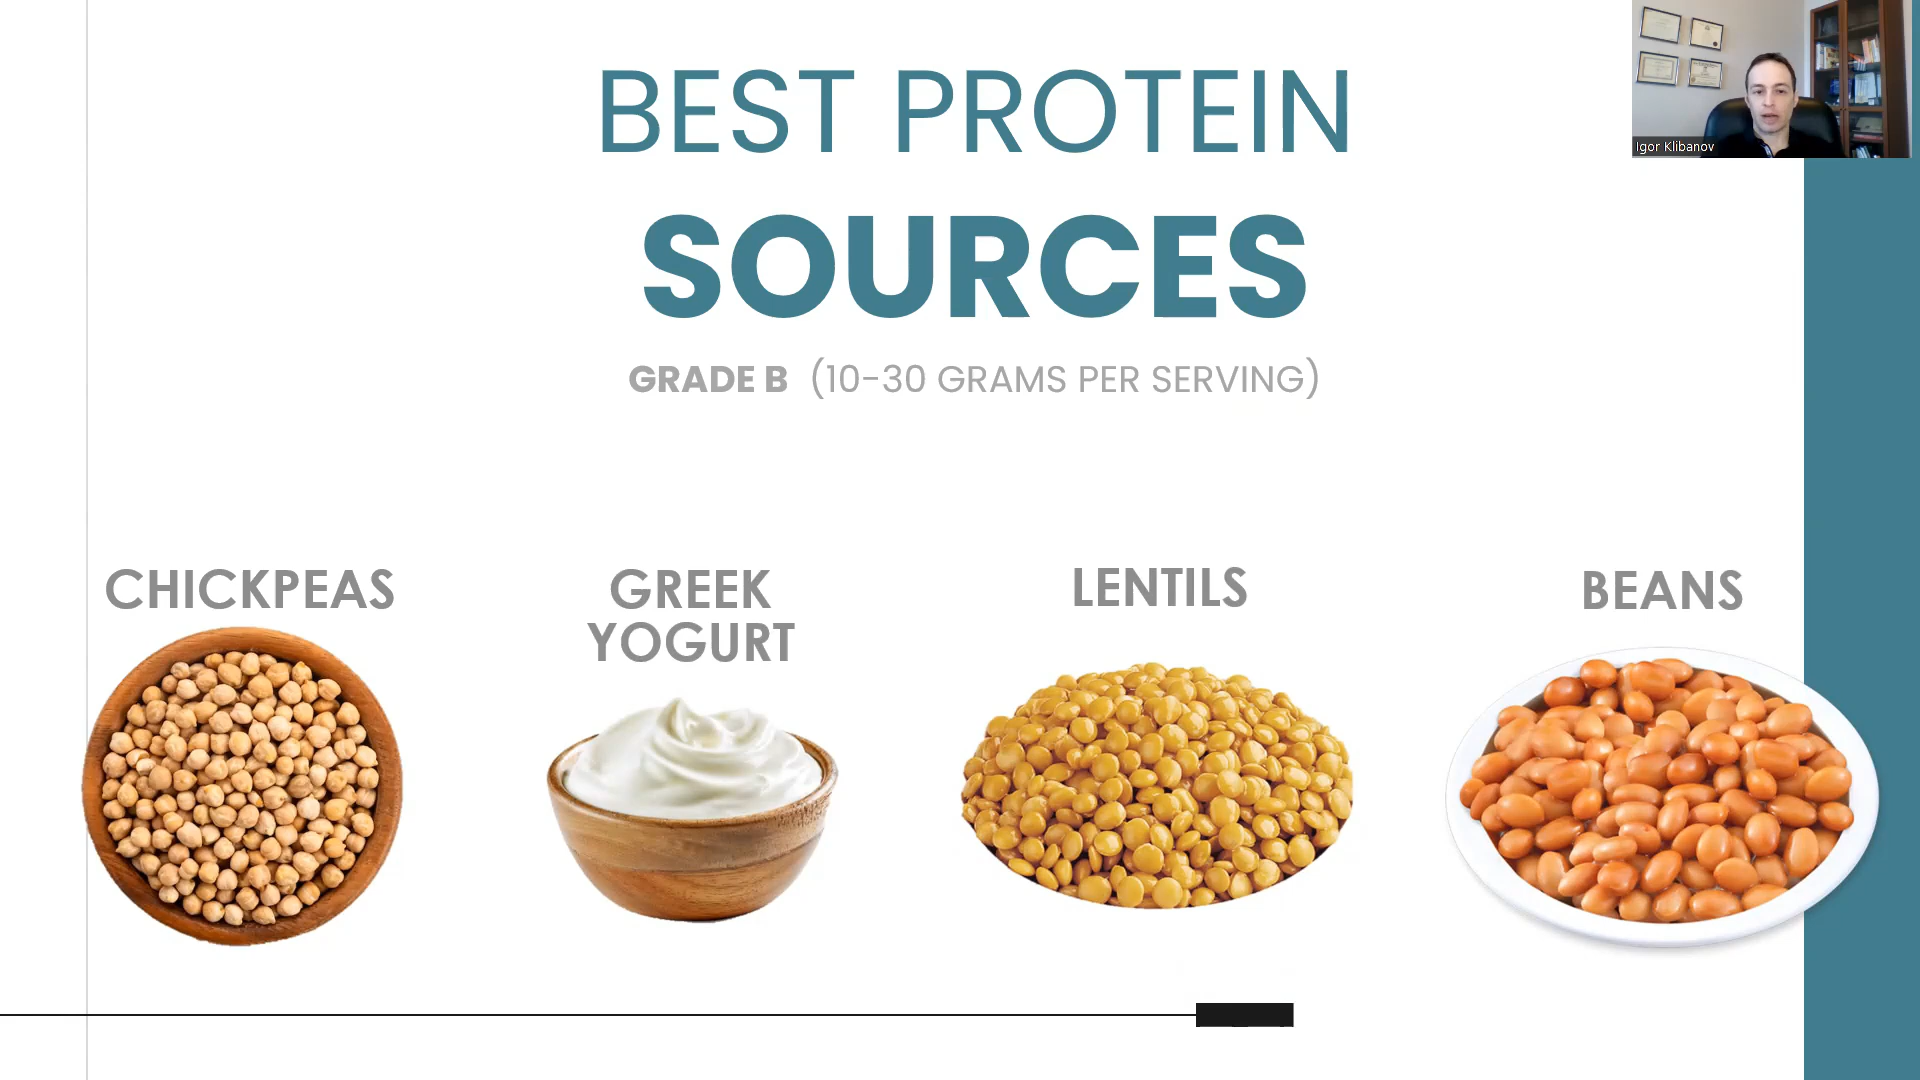 BEST PROTEIN
SOURCES
GRADE B (10-30 GRAMS PER SERVING)
CHICKPEAS
GREEK
YOGURT
LENTILS
BEANS
Igor Klibanov